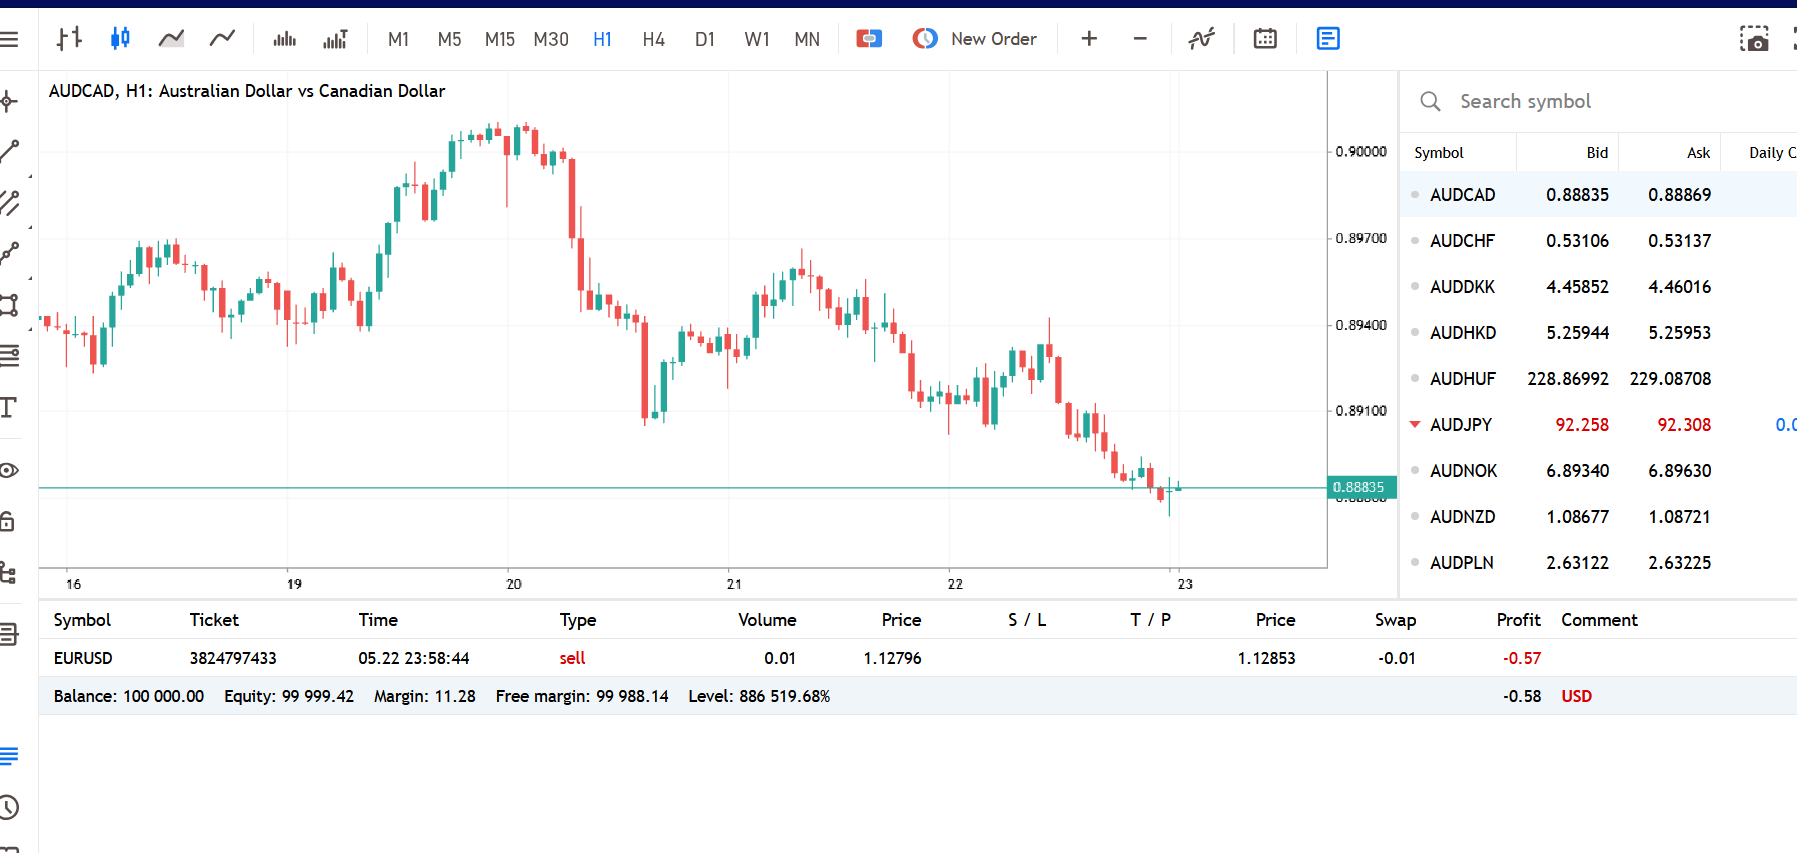 M1 M5 M15 M30 H1 H4 D1 W1 MN New Order
AUDCAD, H1: Australian Dollar vs Canadian Dollar
0.90000
0.89700
0.89400
0.89100
0.88835
16 19 20 21 22 23
Search symbol
Symbol Bid Ask Daily C
AUDCAD 0.88835 0.88869
AUDCHF 0.53106 0.53137
AUDDKK 4.45852 4.46016
AUDHKD 5.25944 5.25953
AUDHUF 228.86992 229.08708
AUDJPY 92.258 92.308 0.0
AUDNOK 6.89340 6.89630
AUDNZD 1.08677 1.08721
AUDPLN 2.63122 2.63225
Symbol Ticket Time Type Volume Price S / L T / P Price Swap Profit Comment
EURUSD 3824797433 05.22 23:58:44 sell 0.01 1.12796 1.12853 -0.01 -0.57
Balance: 100 000.00 Equity: 99 999.42 Margin: 11.28 Free margin: 99 988.14 Level: 886 519.68% -0.58 USD